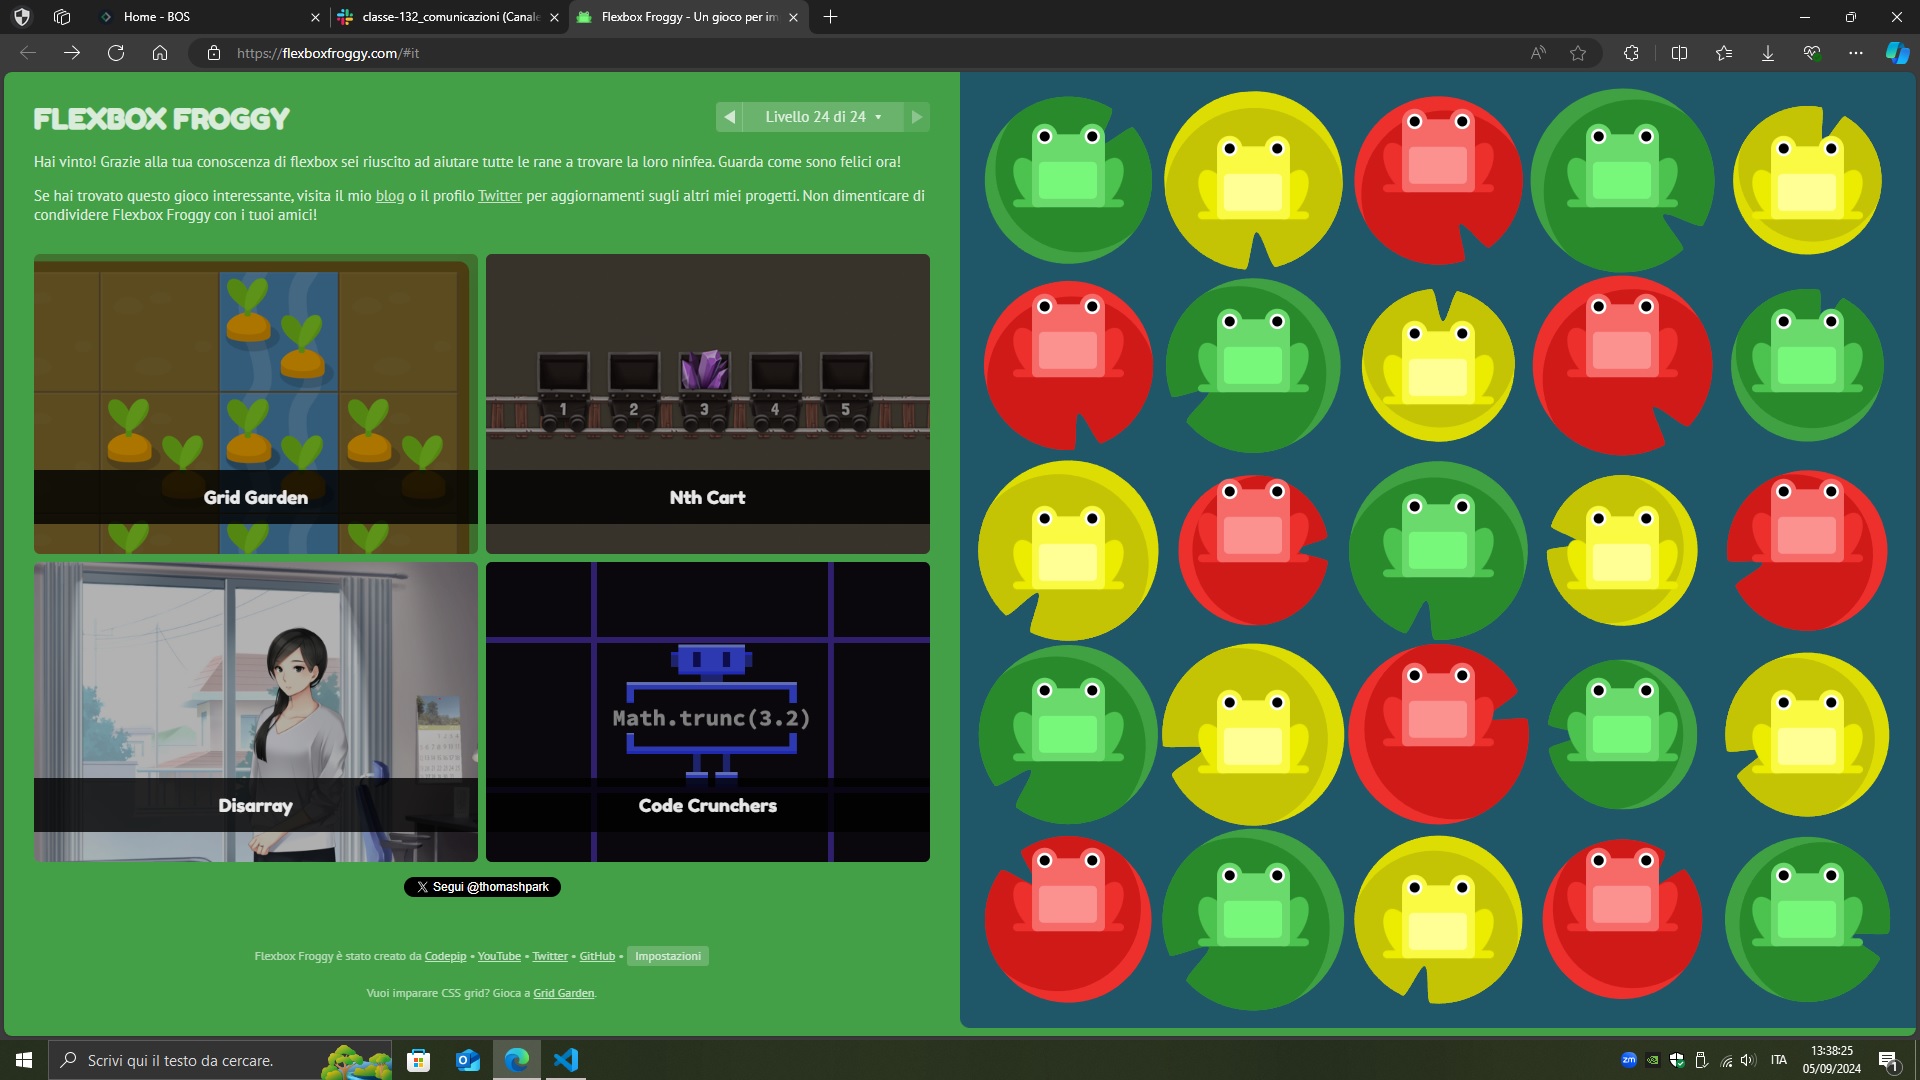 Home - BOS
classe-132_comunicazioni (Canale
Flexbox Froggy - Un gioco per im
https://flexboxfroggy.com/#it
FLEXBOX FROGGY
Livello 24 di 24
Hai vinto! Grazie alla tua conoscenza di flexbox sei riuscito ad aiutare tutte le rane a trovare la loro ninfea. Guarda come sono felici ora!
Se hai trovato questo gioco interessante, visita il mio blog o il profilo Twitter per aggiornamenti sugli altri miei progetti. Non dimenticare di
condividere Flexbox Froggy con i tuoi amici!
1 2 3 4 5
Grid Garden
Nth Cart
Math.trunc(3.2)
Disarray
Code Crunchers
Segui @thomashpark
Flexbox Froggy è stato creato da Codepip • YouTube • Twitter • GitHub • Impostazioni
Vuoi imparare CSS grid? Gioca a Grid Garden.
Scrivi qui il testo da cercare.
zm
ITA
13:38:25
05/09/2024
1